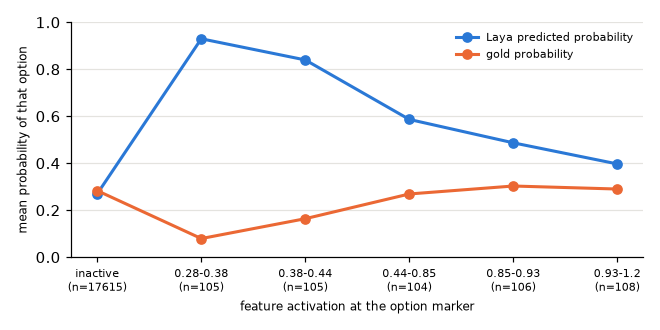 mean probability of that option
1.0
0.8
0.6
0.4
0.2
0.0
Laya predicted probability
gold probability
inactive
(n=17615)
0.28-0.38
(n=105)
0.38-0.44
(n=105)
0.44-0.85
(n=104)
0.85-0.93
(n=106)
0.93-1.2
(n=108)
feature activation at the option marker